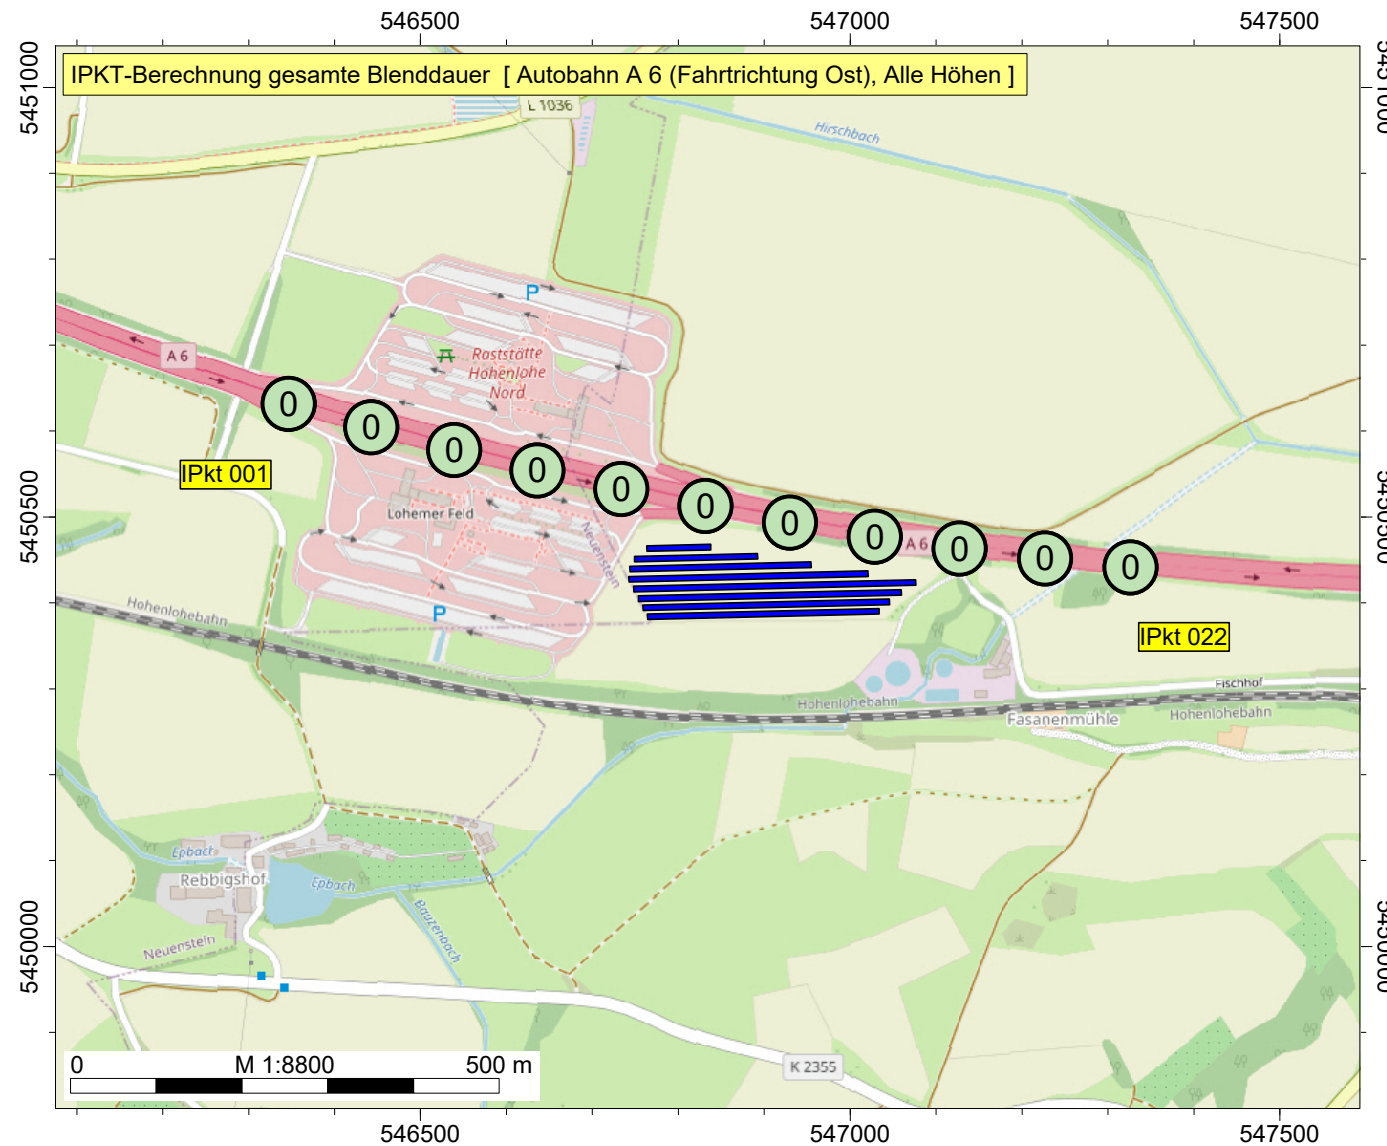 546500
547000
547500
5451000
IPKT-Berechnung gesamte Blenddauer [ Autobahn A 6 (Fahrtrichtung Ost), Alle Höhen ]
L 1036
Hirschbach
P
A 6
Raststätte
Hohenlohe
Nord
0
0
0
0
0
0
0
0
0
0
0
IPkt 001
5450500
Lohemer Feld
Neuenstein
A 6
P
Hohenlohebahn
IPkt 022
Fischhof
Hohenlohebahn
Hohenlohebahn
Fasanenmühle
Epbach
Rebbigshof
Epbach
Bauzenbach
Neuenstein
5450000
K 2355
0
M 1:8800
500 m
546500
547000
547500